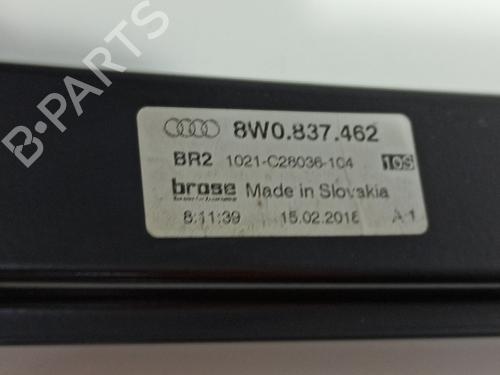 8W0.837.462
BR2 1021-C28036-104 10S
brose Made in Slovakia
8:11:39 15.02.2018 A1
B-PARTS